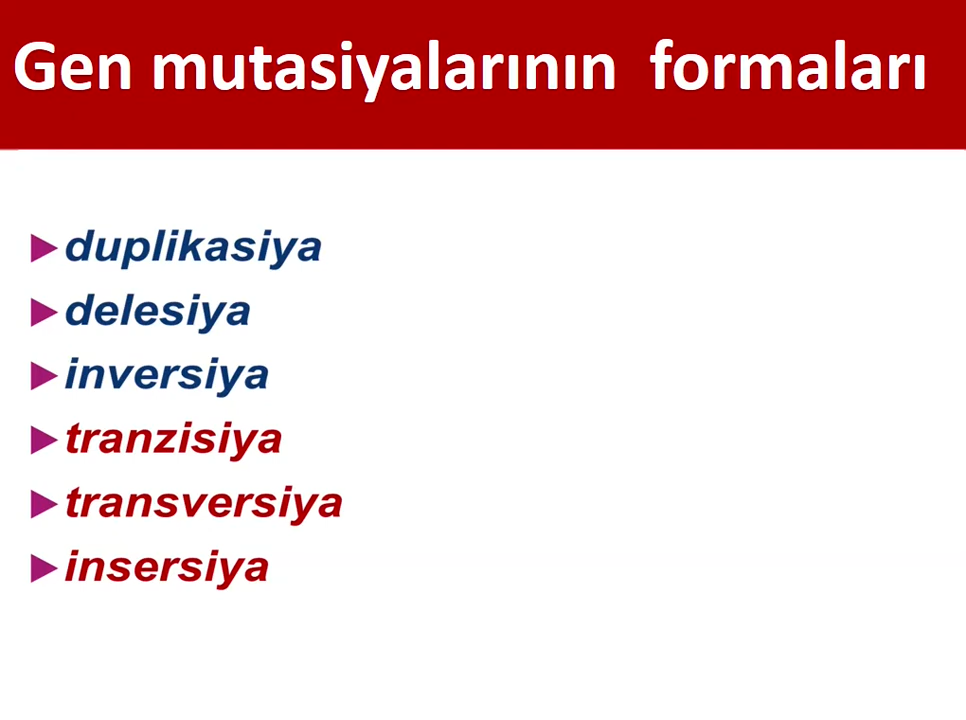 Gen mutasiyalarının formaları
►duplikasiya
►delesiya
►inversiya
►tranzisiya
►transversiya
►insersiya